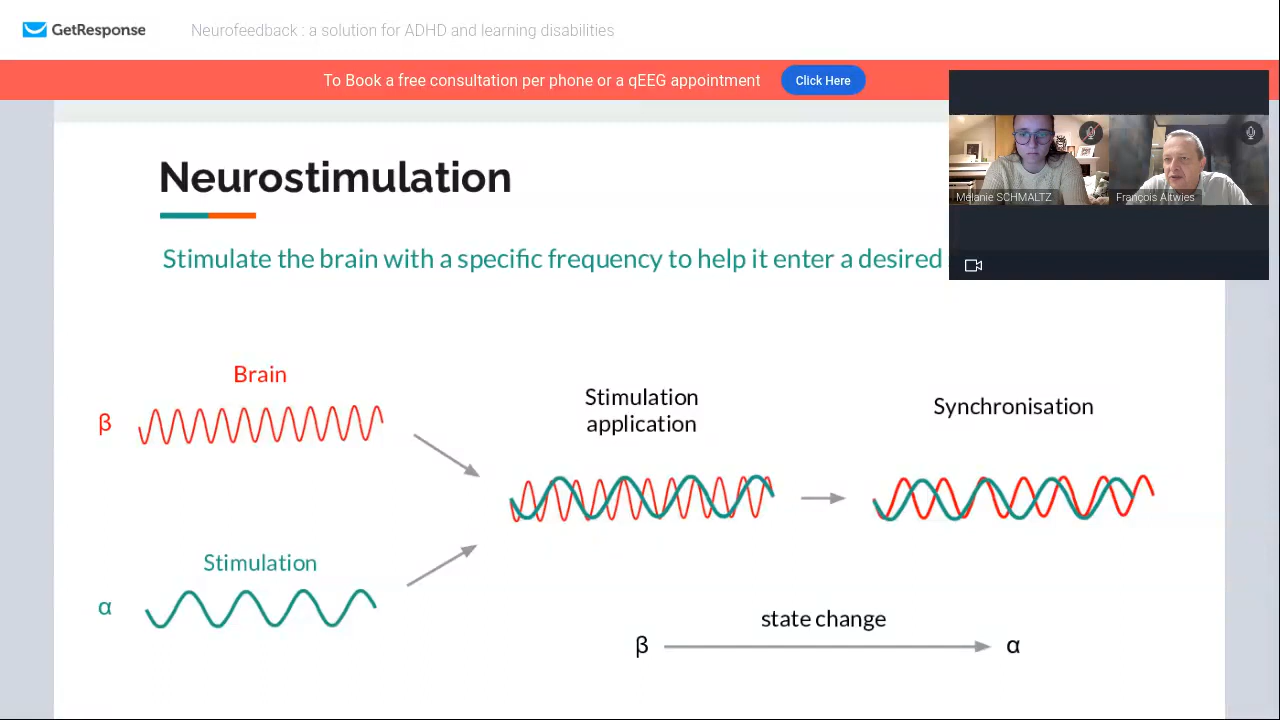 GetResponse
Neurofeedback : a solution for ADHD and learning disabilities
To Book a free consultation per phone or a qEEG appointment
Click Here
Mélanie SCHMALTZ
François Altwies
Neurostimulation
Stimulate the brain with a specific frequency to help it enter a desired
Brain
β
Stimulation
application
Synchronisation
Stimulation
α
state change
β
α